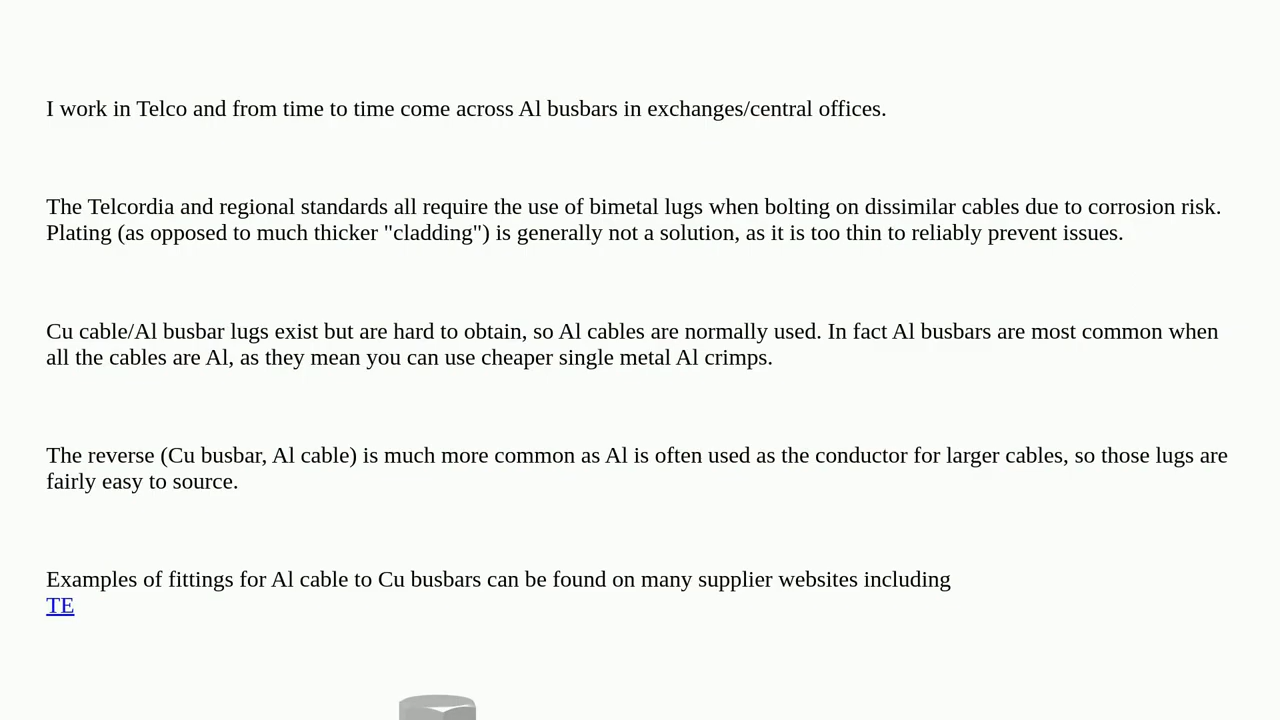 I work in Telco and from time to time come across Al busbars in exchanges/central offices.
The Telcordia and regional standards all require the use of bimetal lugs when bolting on dissimilar cables due to corrosion risk.
Plating (as opposed to much thicker "cladding") is generally not a solution, as it is too thin to reliably prevent issues.
Cu cable/Al busbar lugs exist but are hard to obtain, so Al cables are normally used. In fact Al busbars are most common when
all the cables are Al, as they mean you can use cheaper single metal Al crimps.
The reverse (Cu busbar, Al cable) is much more common as Al is often used as the conductor for larger cables, so those lugs are
fairly easy to source.
Examples of fittings for Al cable to Cu busbars can be found on many supplier websites including
TE